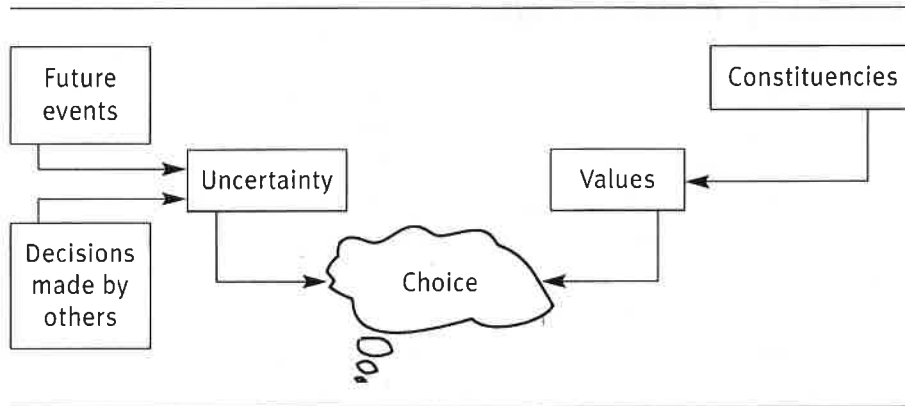 Future
events
Constituencies
Uncertainty
Values
Decisions
made by
others
Choice